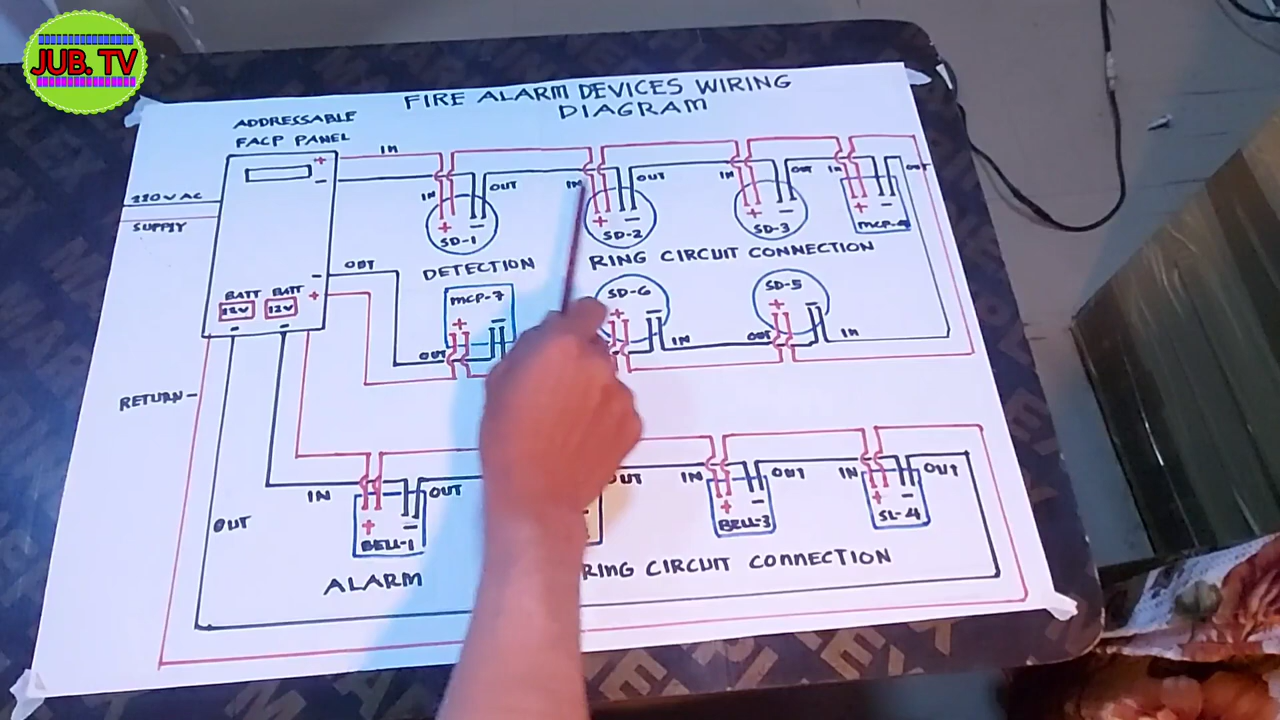 JUB. TV
FIRE ALARM DEVICES WIRING
DIAGRAM
ADDRESSABLE
FACP PANEL
220V AC
SUPPLY
+
−
IN
IN
OUT
+ −
SD-1
IN
OUT
+ −
SD-2
IN
OUT
+ −
SD-3
IN
OUT
+ −
DETECTION
RING CIRCUIT CONNECTION
−
+
OUT
BATT BATT
12V 12V
− −
MCP-7
+ −
OUT
SD-6
+ −
IN
SD-5
+ −
OUT
IN
RETURN
OUT
IN
OUT
+ −
BELL-1
OUT
IN
OUT
+ −
BELL-3
IN
OUT
+ −
SL-4
ALARM
RING CIRCUIT CONNECTION